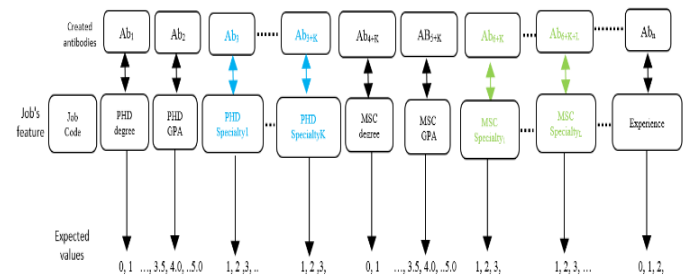 Created
antibodies
Ab1
Ab2
Ab3
Ab3+K
Ab4+K
AB5+K
Ab6+K
Ab6+K+L
Abn
Job's
feature
Job
Code
PHD
degree
PHD
GPA
PHD
Specialty1
PHD
SpecialtyK
MSC
degree
MSC
GPA
MSC
Specialty1
MSC
SpecialtyL
Experience
Expected
values
0, 1 ..., 3.5, 4.0, ..5.0 1, 2 ,3, .. 1, 2 ,3, 0, 1 ..., 3.5, 4.0, ..5.0 1, 2, 3, 1, 2, 3, ... 0, 1, 2,